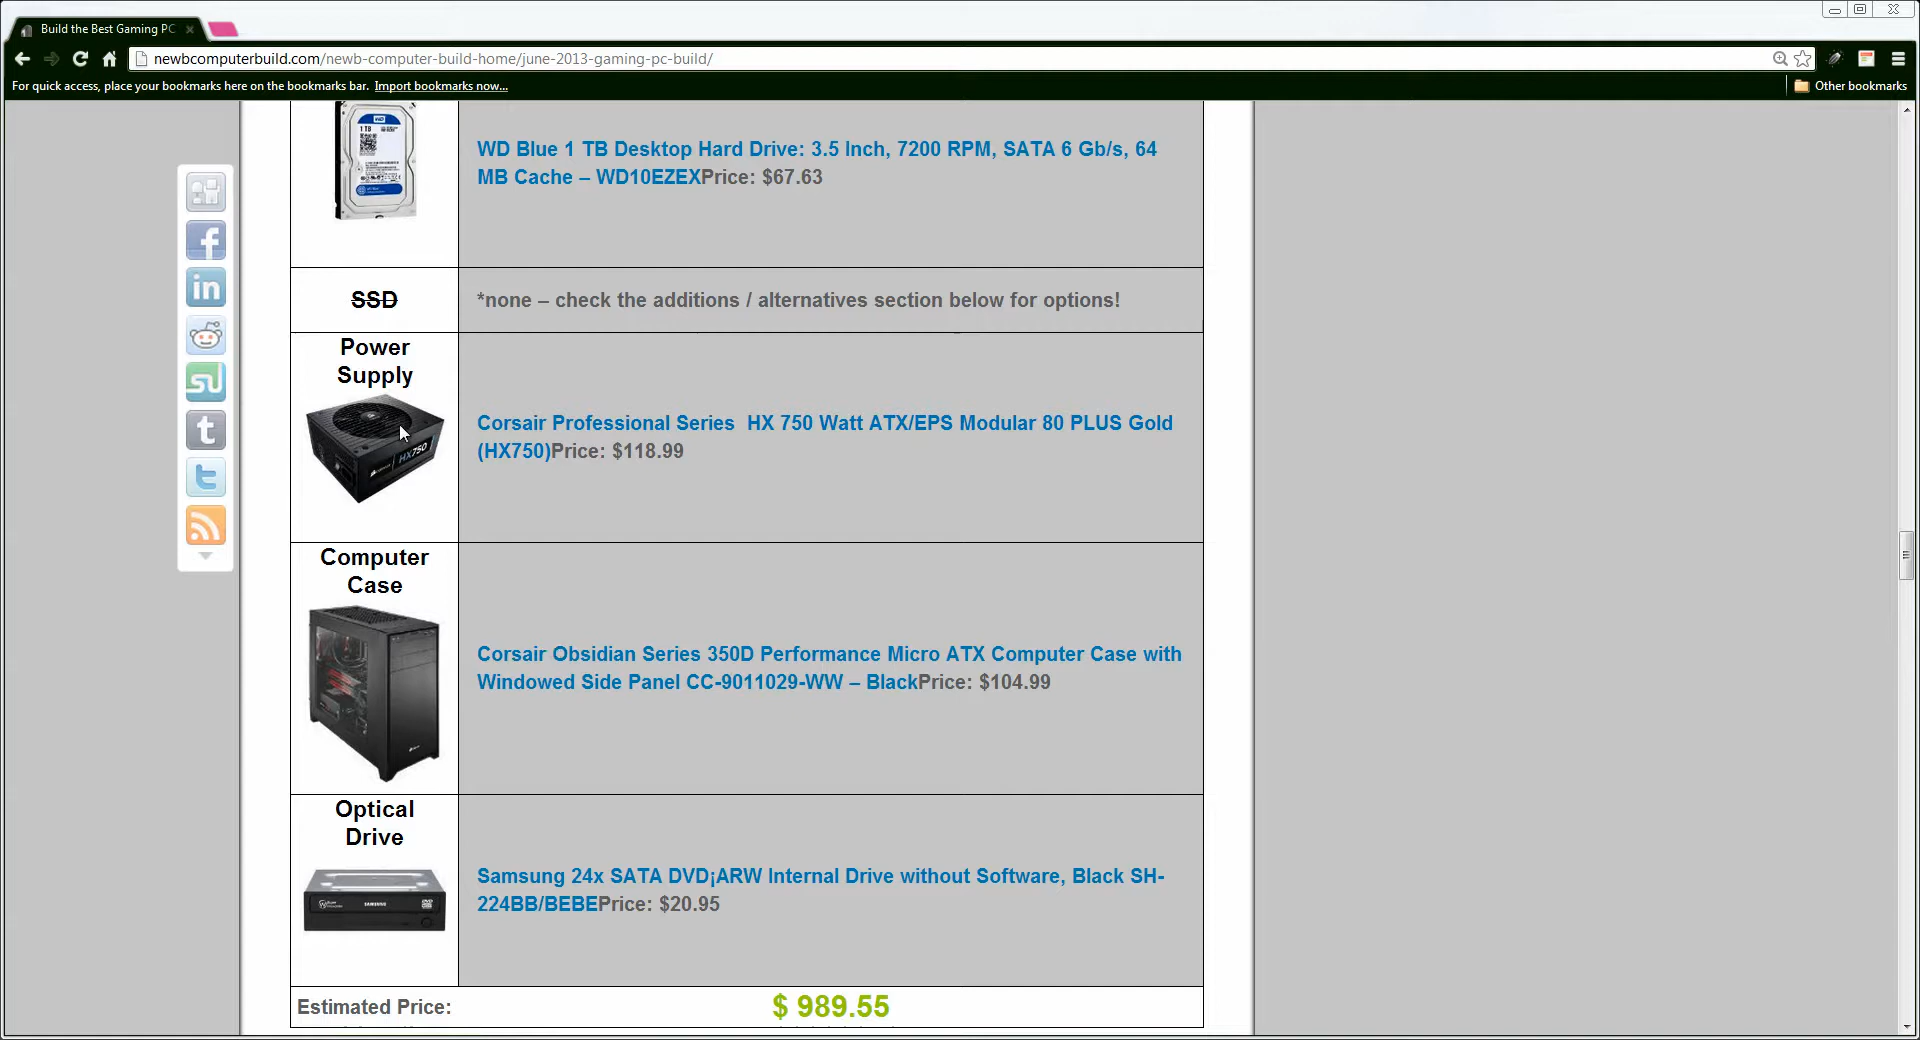 Build the Best Gaming PC
newbcomputerbuild.com/newb-computer-build-home/june-2013-gaming-pc-build/
For quick access, place your bookmarks here on the bookmarks bar. Import bookmarks now...
Other bookmarks
WD
1 TB
WD Blue 1 TB Desktop Hard Drive: 3.5 Inch, 7200 RPM, SATA 6 Gb/s, 64
MB Cache – WD10EZEXPrice: $67.63
SSD
*none – check the additions / alternatives section below for options!
Power
Supply
HX750
Corsair Professional Series HX 750 Watt ATX/EPS Modular 80 PLUS Gold
(HX750)Price: $118.99
Computer
Case
Corsair Obsidian Series 350D Performance Micro ATX Computer Case with
Windowed Side Panel CC-9011029-WW – BlackPrice: $104.99
Optical
Drive
SAMSUNG
Samsung 24x SATA DVD¡ARW Internal Drive without Software, Black SH-
224BB/BEBEPrice: $20.95
Estimated Price:
$ 989.55